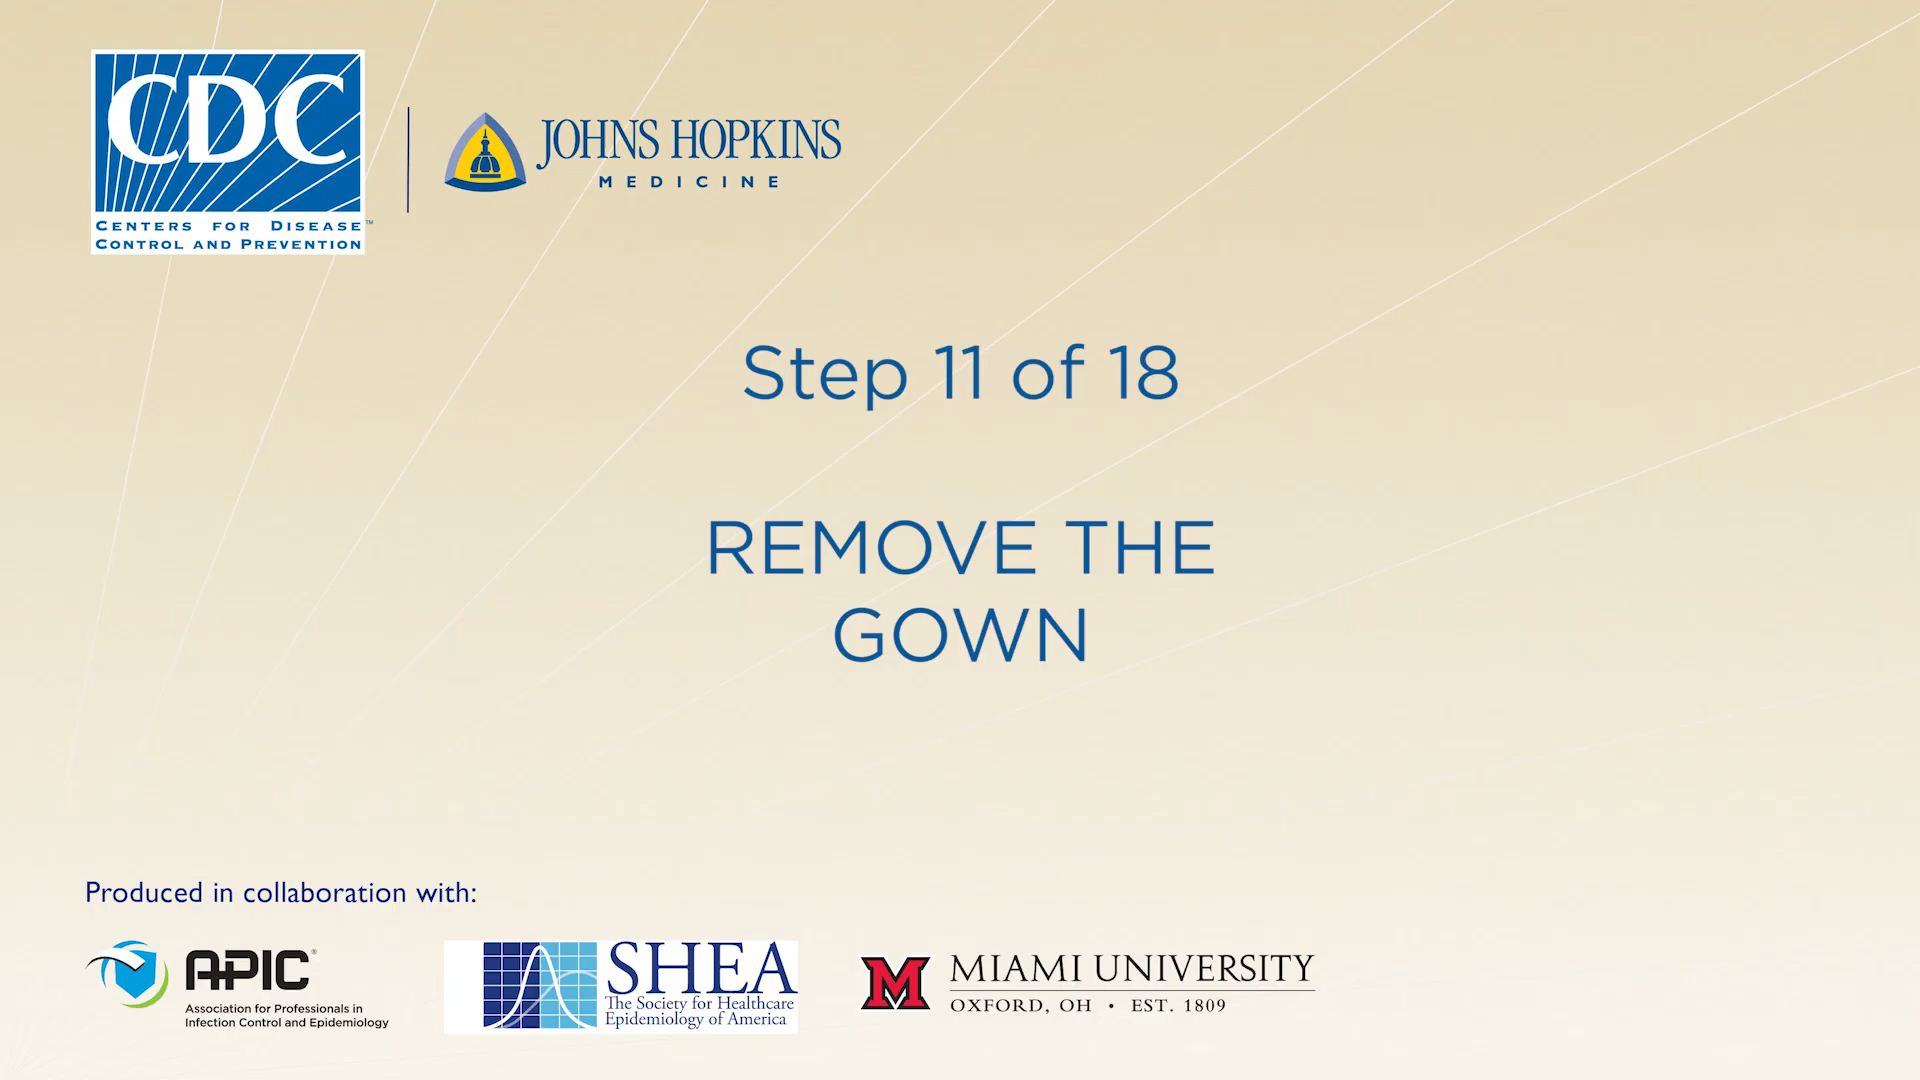 CDC
CENTERS FOR DISEASE™
CONTROL AND PREVENTION
JOHNS HOPKINS
MEDICINE
Step 11 of 18
REMOVE THE
GOWN
Produced in collaboration with:
APIC®
Association for Professionals in
Infection Control and Epidemiology
SHEA
The Society for Healthcare
Epidemiology of America
M
MIAMI UNIVERSITY
OXFORD, OH • EST. 1809